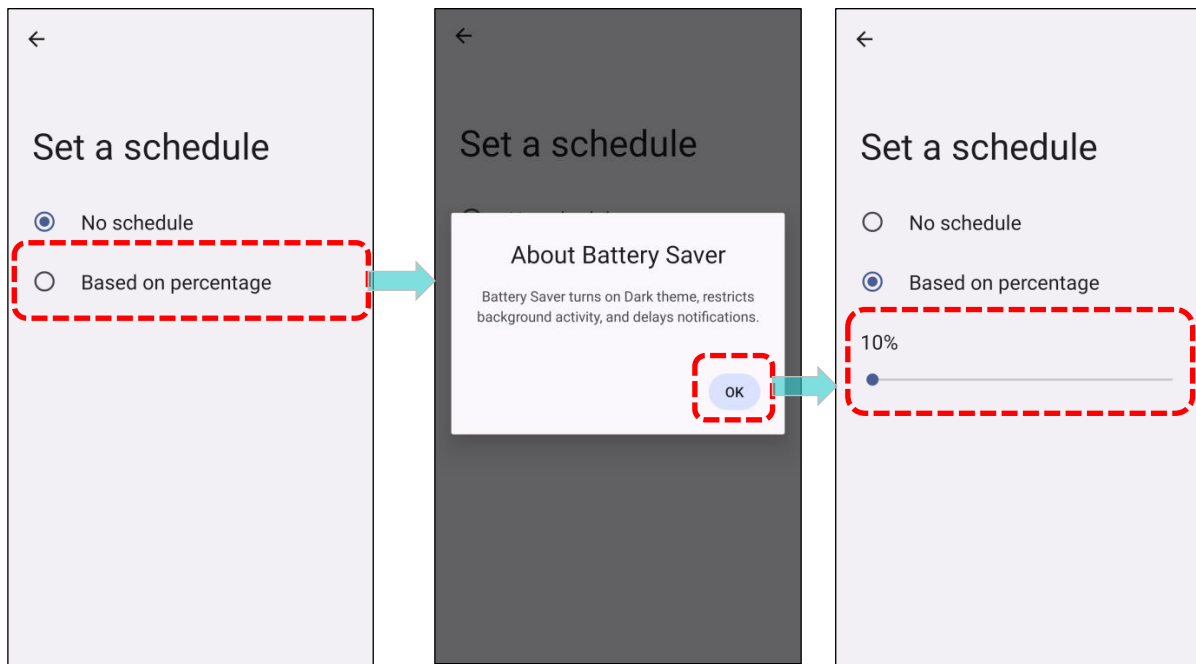 Set a schedule
No schedule
Based on percentage
Set a schedule
About Battery Saver
Battery Saver turns on Dark theme, restricts
background activity, and delays notifications.
OK
Set a schedule
No schedule
Based on percentage
10%